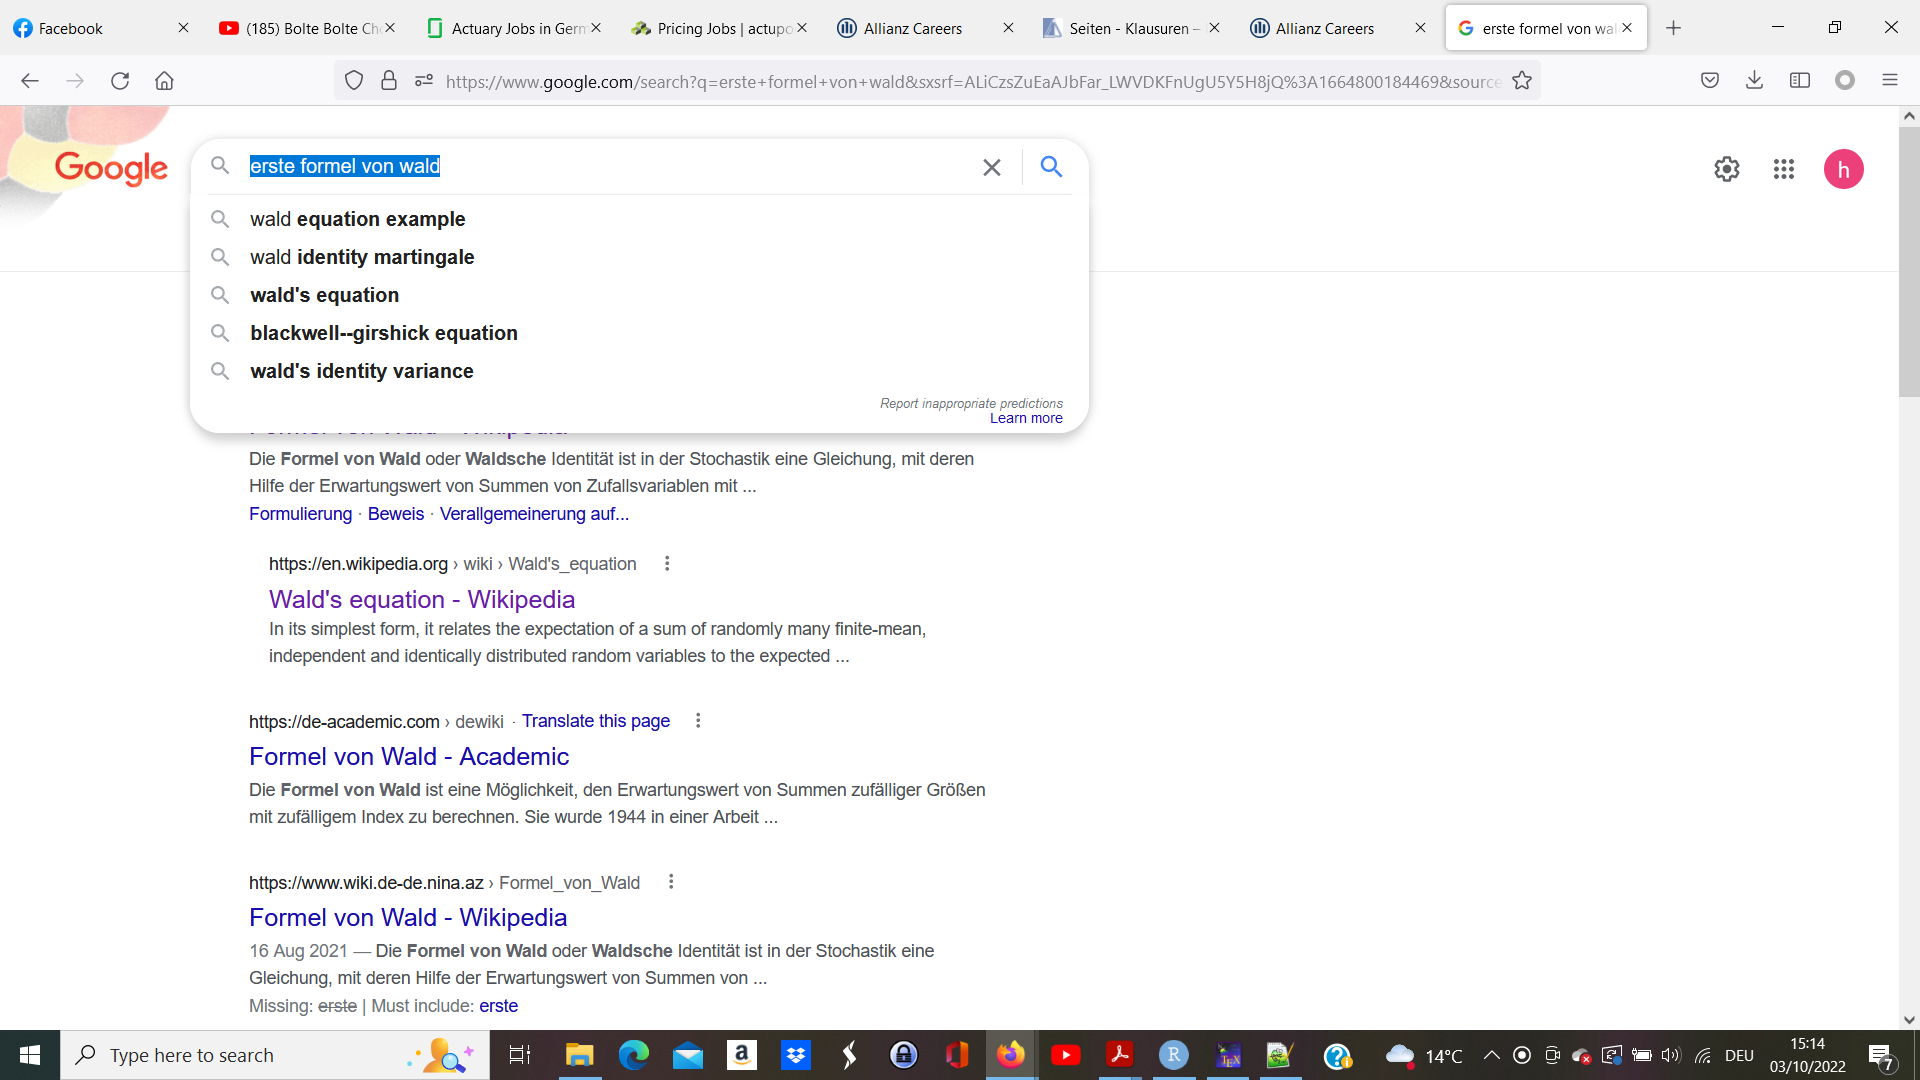 Facebook
(185) Bolte Bolte Ch
Actuary Jobs in Germ
Pricing Jobs | actupo
Allianz Careers
Seiten - Klausuren –
Allianz Careers
erste formel von wal
https://www.google.com/search?q=erste+formel+von+wald&sxsrf=ALiCzsZuEaAJbFar_LWVDKFnUgU5Y5H8jQ%3A1664800184469&source
Google
erste formel von wald
h
wald equation example
wald identity martingale
wald's equation
blackwell--girshick equation
wald's identity variance
Report inappropriate predictions
Learn more
Formel von Wald - Wikipedia
Die Formel von Wald oder Waldsche Identität ist in der Stochastik eine Gleichung, mit deren
Hilfe der Erwartungswert von Summen von Zufallsvariablen mit ...
Formulierung · Beweis · Verallgemeinerung auf...
https://en.wikipedia.org › wiki › Wald's_equation
Wald's equation - Wikipedia
In its simplest form, it relates the expectation of a sum of randomly many finite-mean,
independent and identically distributed random variables to the expected ...
https://de-academic.com › dewiki · Translate this page
Formel von Wald - Academic
Die Formel von Wald ist eine Möglichkeit, den Erwartungswert von Summen zufälliger Größen
mit zufälligem Index zu berechnen. Sie wurde 1944 in einer Arbeit ...
https://www.wiki.de-de.nina.az › Formel_von_Wald
Formel von Wald - Wikipedia
16 Aug 2021 — Die Formel von Wald oder Waldsche Identität ist in der Stochastik eine
Gleichung, mit deren Hilfe der Erwartungswert von Summen von ...
Missing: erste | Must include: erste
Type here to search
14°C
DEU
15:14
03/10/2022
7